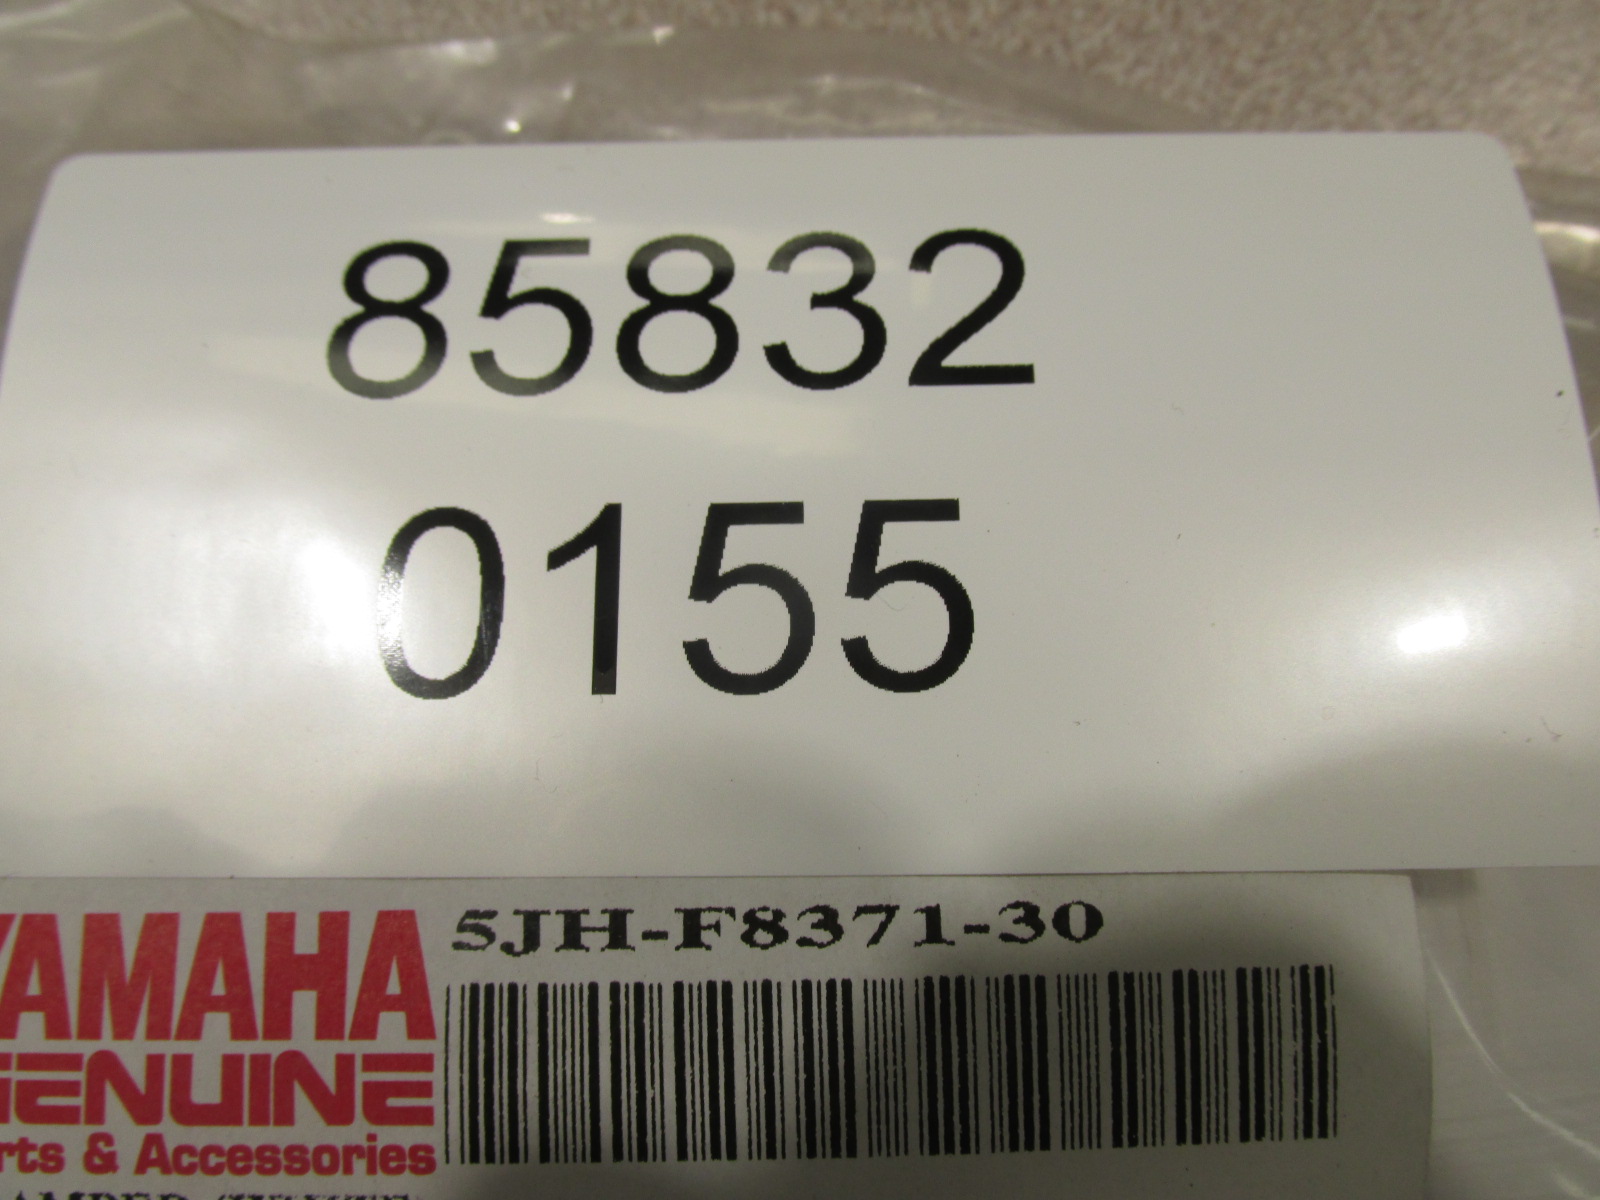 85832
0155
YAMAHA
GENUINE
rts & Accessories
5JH-F8371-30